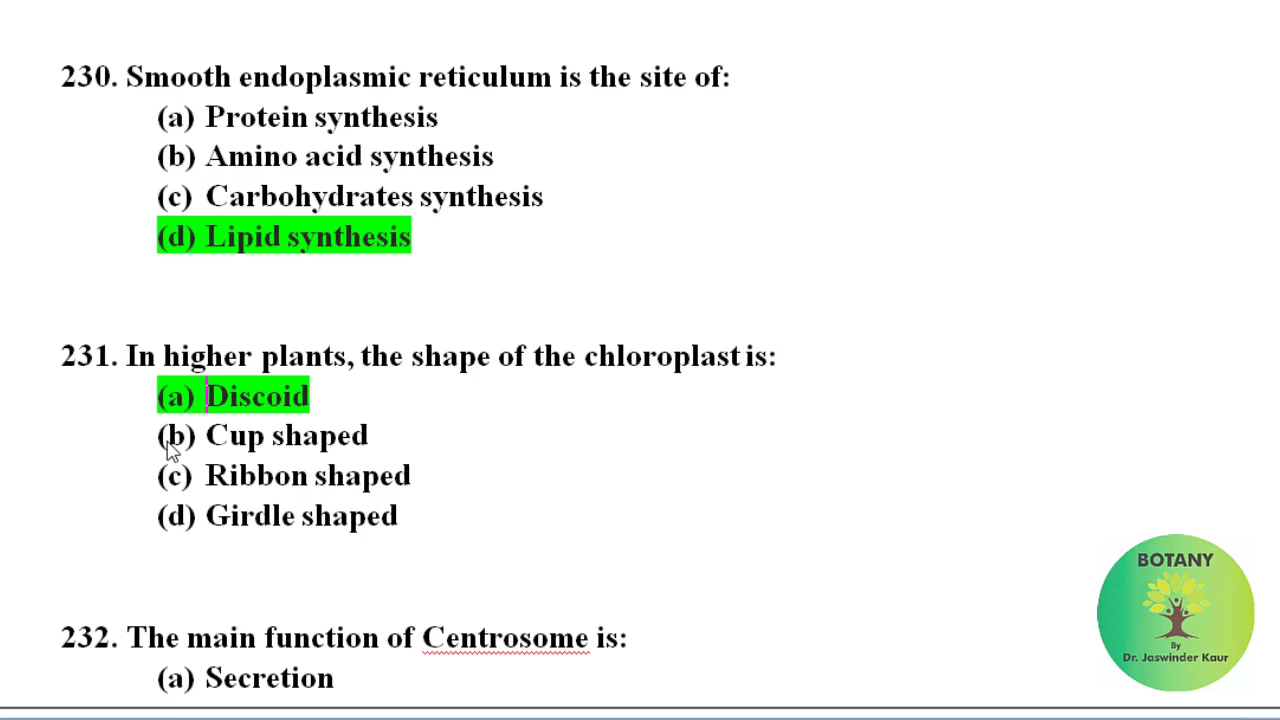 230. Smooth endoplasmic reticulum is the site of:
(a) Protein synthesis
(b) Amino acid synthesis
(c) Carbohydrates synthesis
(d) Lipid synthesis
231. In higher plants, the shape of the chloroplast is:
(a) Discoid
(b) Cup shaped
(c) Ribbon shaped
(d) Girdle shaped
232. The main function of Centrosome is:
(a) Secretion
BOTANY
By
Dr. Jaswinder Kaur